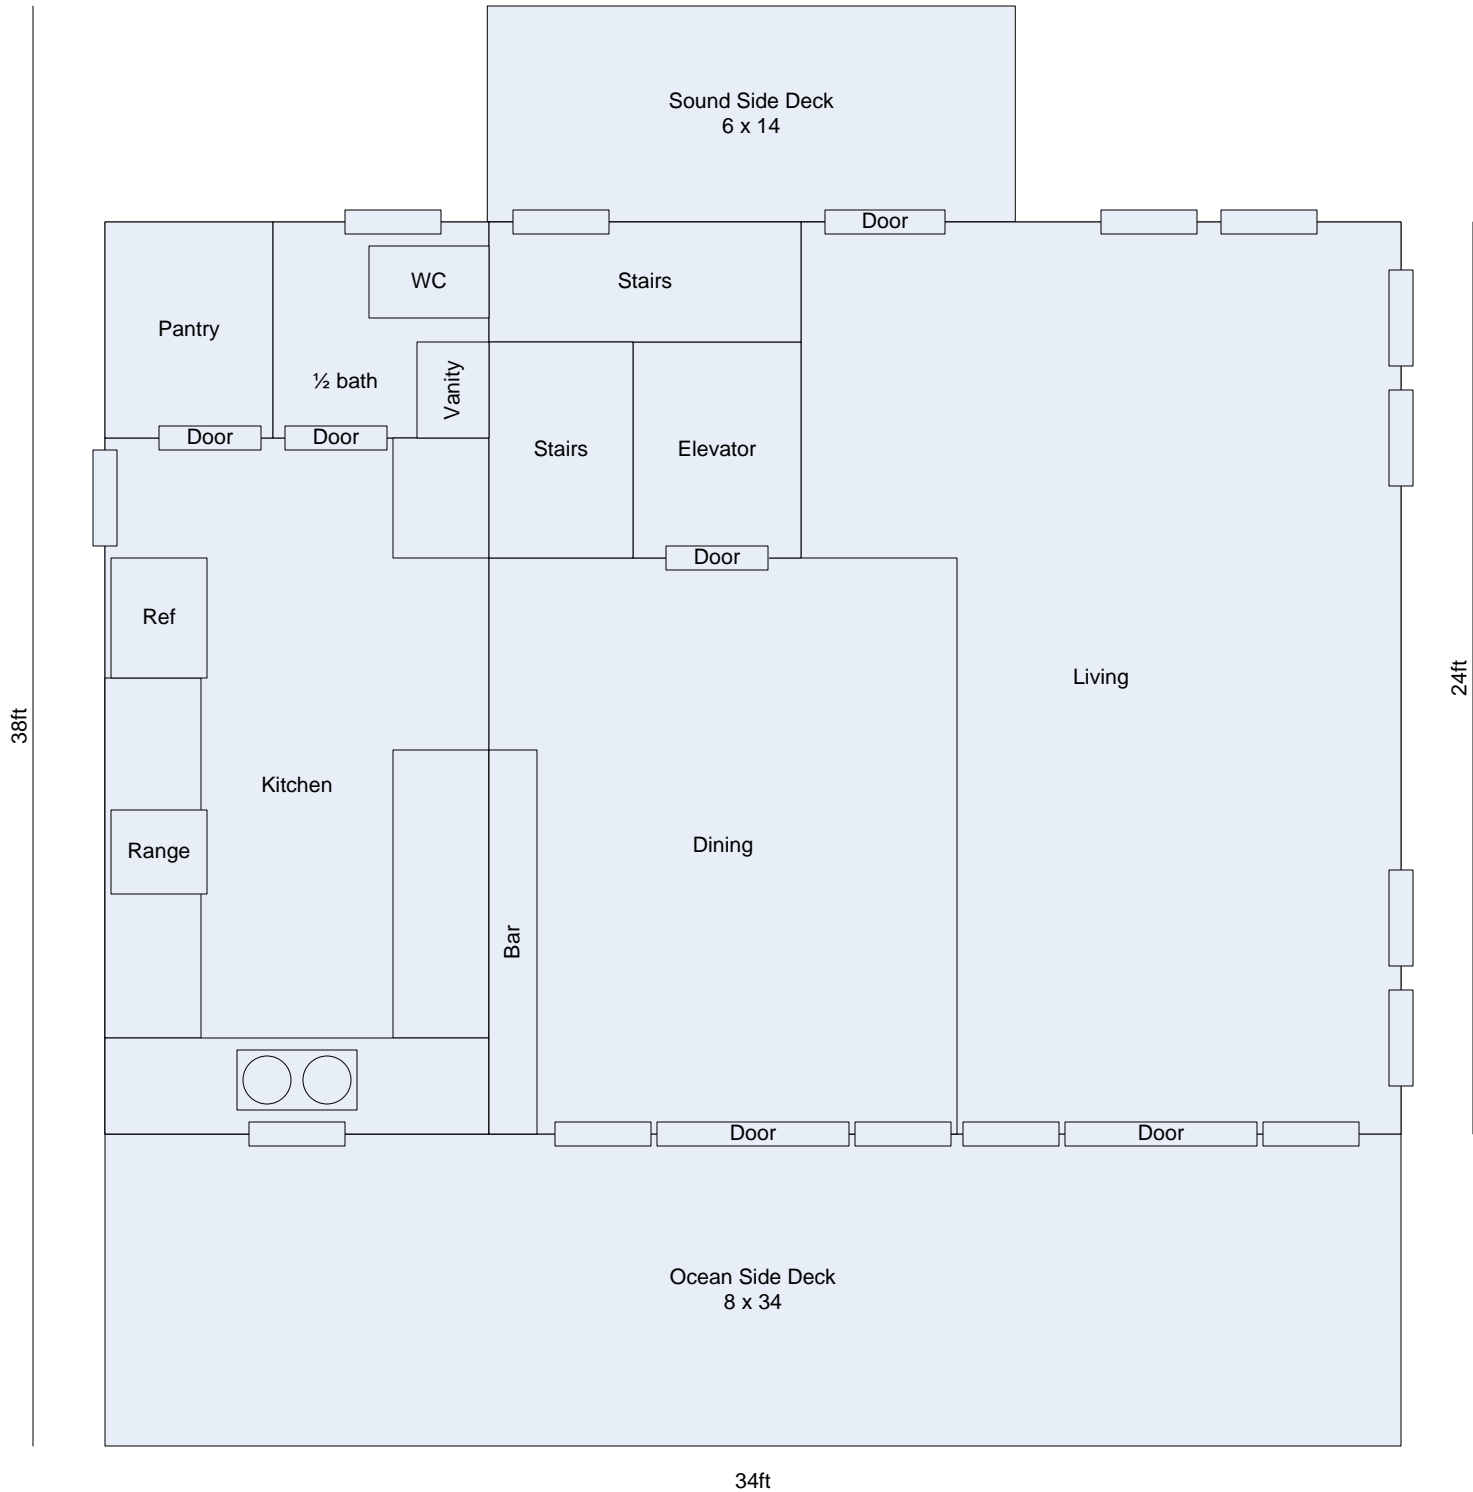 Sound Side Deck
6 x 14
Door
WC
Stairs
Pantry
½ bath
Vanity
Door
Door
Stairs
Elevator
Door
Ref
Living
24ft
38ft
Kitchen
Range
Dining
Bar
Door
Door
Ocean Side Deck
8 x 34
34ft